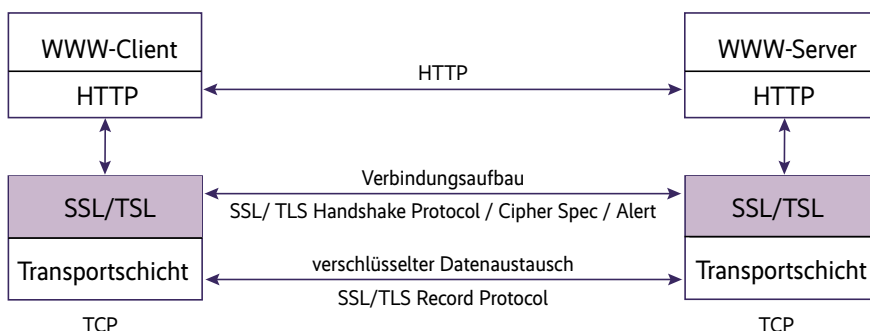 WWW-Client
WWW-Server
HTTP
HTTP
HTTP
Verbindungsaufbau
SSL/TSL
SSL/ TLS Handshake Protocol / Cipher Spec / Alert
SSL/TSL
Transportschicht
verschlüsselter Datenaustausch
Transportschicht
SSL/TLS Record Protocol
TCP
TCP